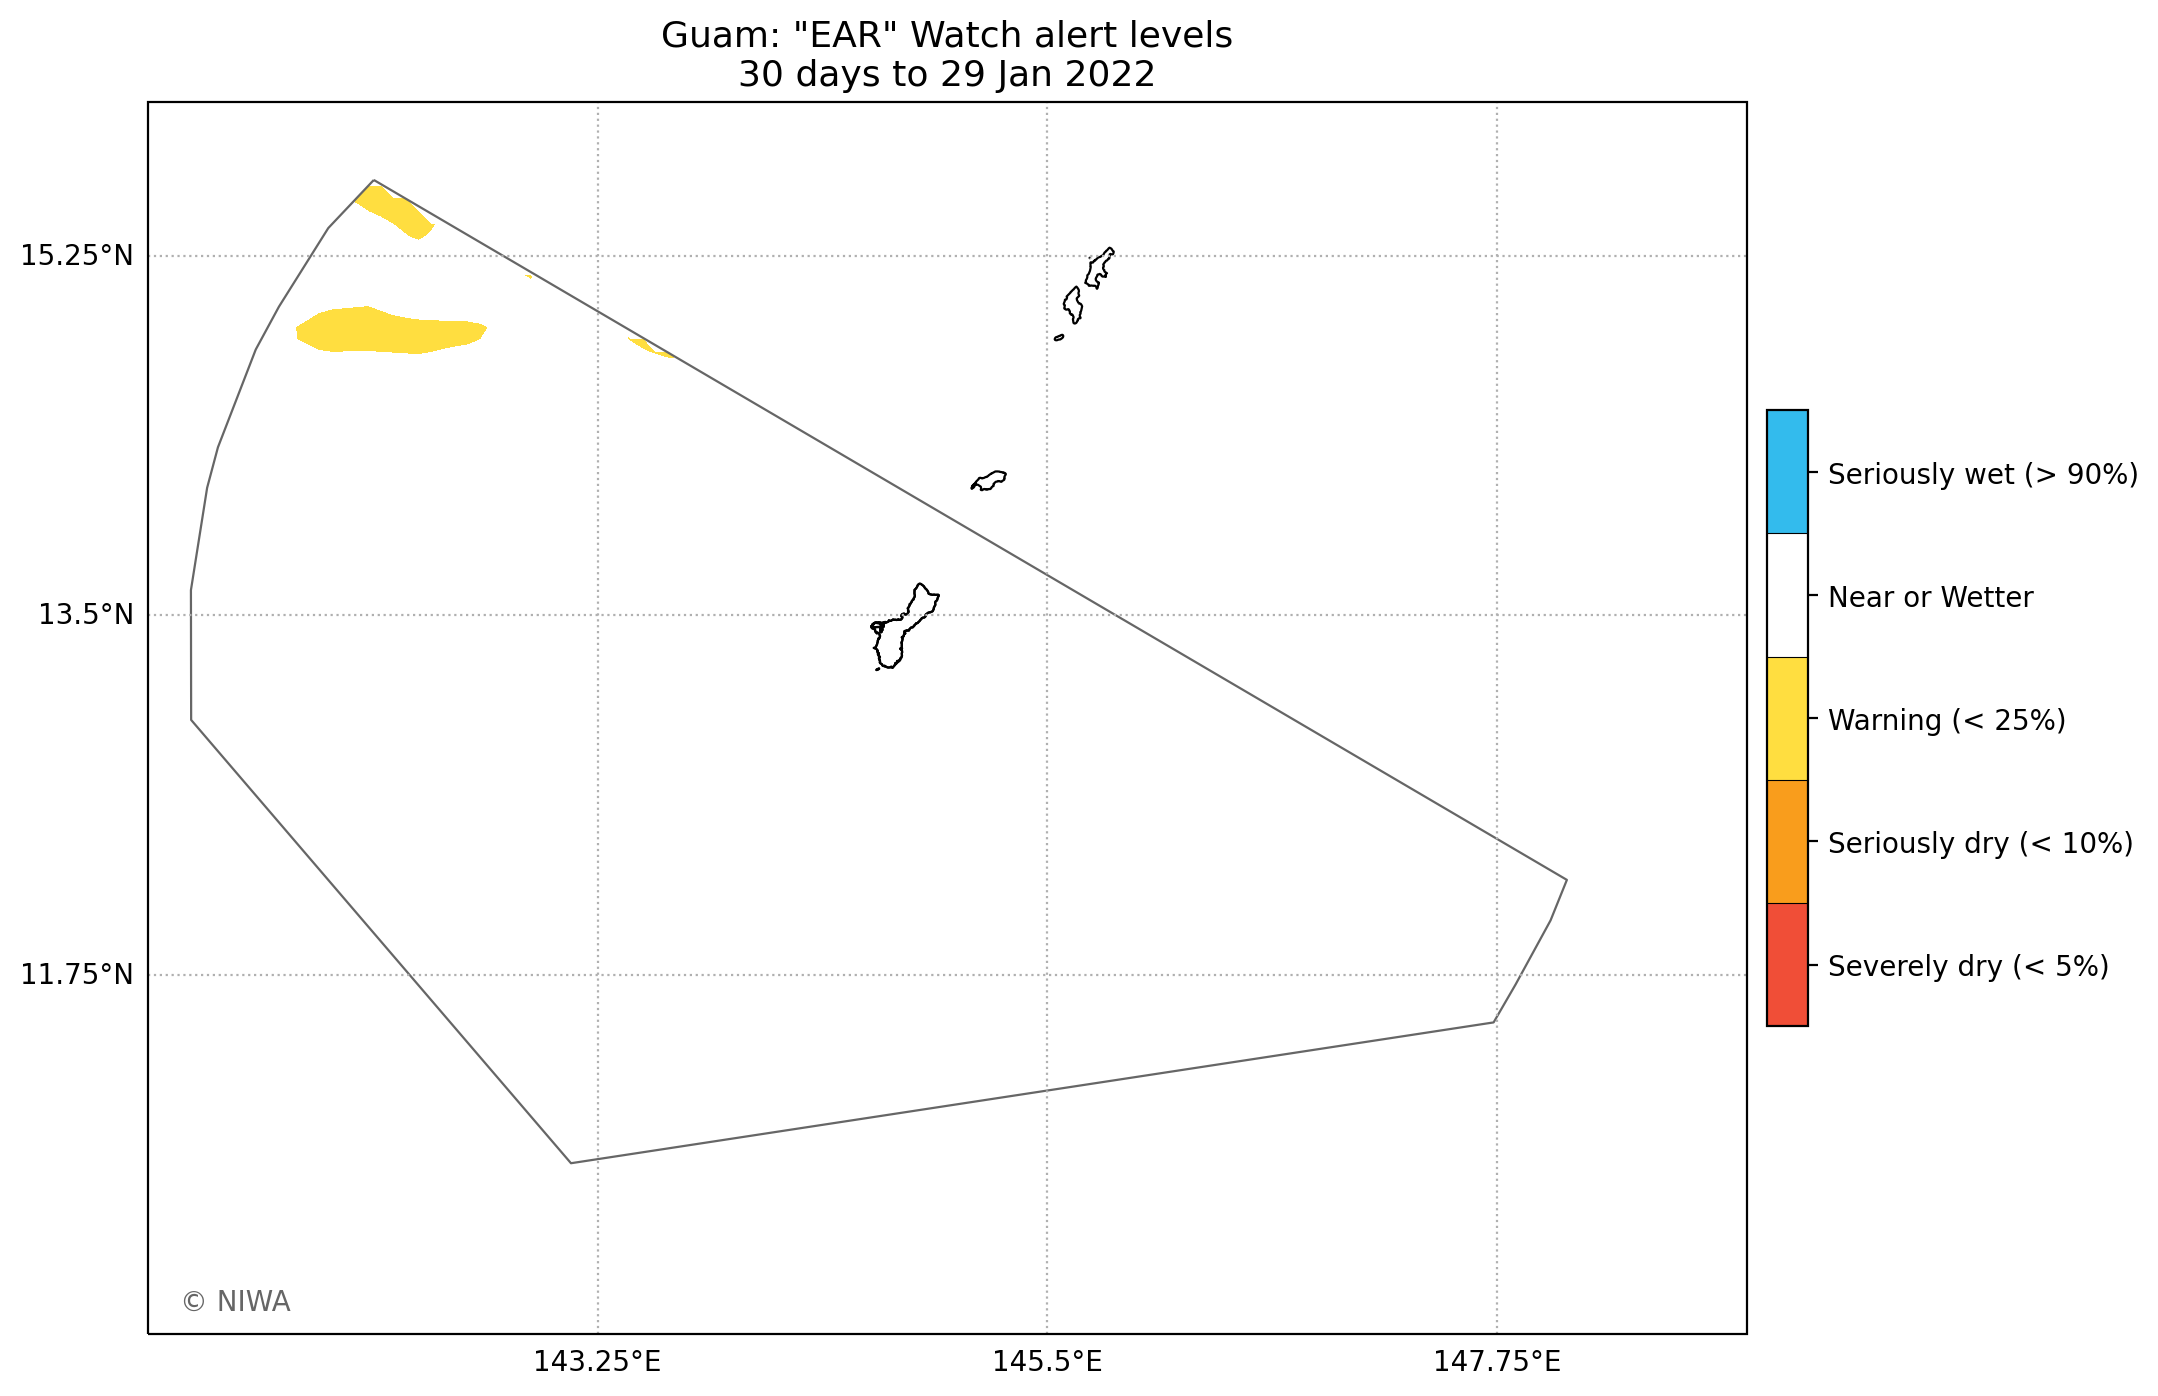 Guam: "EAR" Watch alert levels
30 days to 29 Jan 2022
15.25°N
13.5°N
11.75°N
143.25°E
145.5°E
147.75°E
Seriously wet (> 90%)
Near or Wetter
Warning (< 25%)
Seriously dry (< 10%)
Severely dry (< 5%)
© NIWA